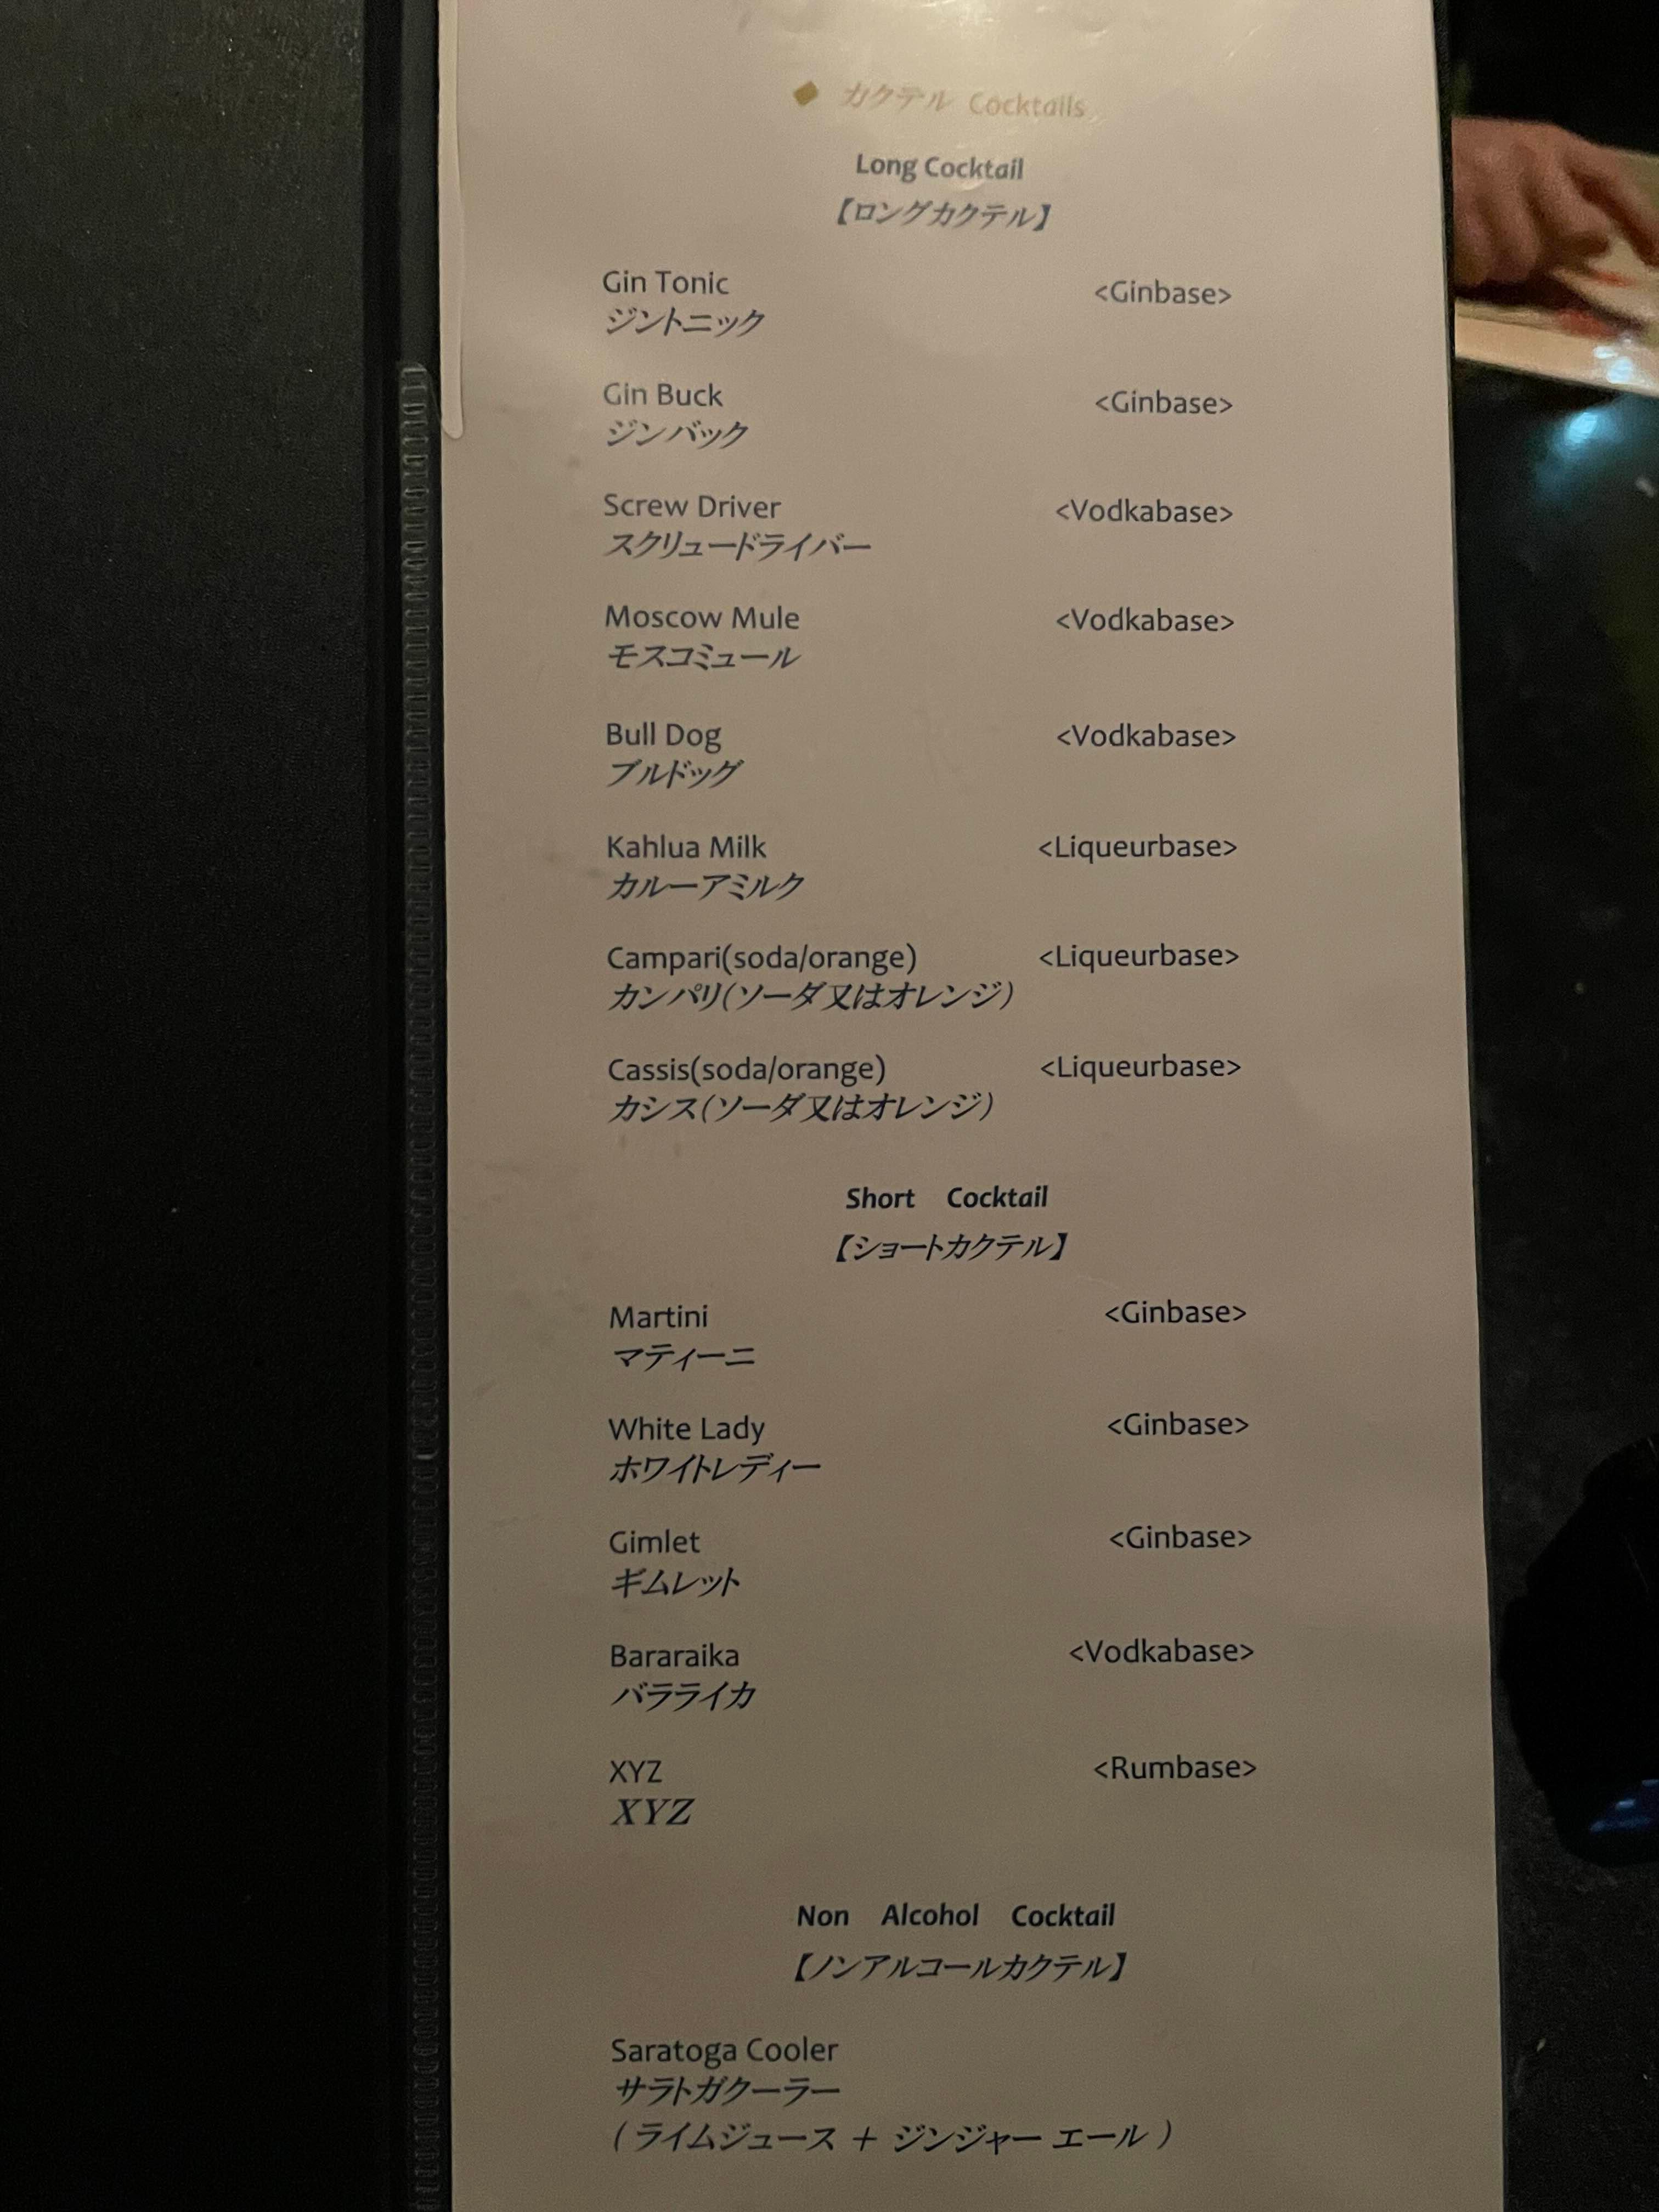 ◆ カクテル Cocktails
Long Cocktail
【ロングカクテル】
Gin Tonic <Ginbase>
ジントニック
Gin Buck <Ginbase>
ジンバック
Screw Driver <Vodkabase>
スクリュードライバー
Moscow Mule <Vodkabase>
モスコミュール
Bull Dog <Vodkabase>
ブルドッグ
Kahlua Milk <Liqueurbase>
カルーアミルク
Campari(soda/orange) <Liqueurbase>
カンパリ(ソーダ又はオレンジ)
Cassis(soda/orange) <Liqueurbase>
カシス(ソーダ又はオレンジ)
Short Cocktail
【ショートカクテル】
Martini <Ginbase>
マティーニ
White Lady <Ginbase>
ホワイトレディー
Gimlet <Ginbase>
ギムレット
Bararaika <Vodkabase>
バラライカ
XYZ <Rumbase>
XYZ
Non Alcohol Cocktail
【ノンアルコールカクテル】
Saratoga Cooler
サラトガクーラー
(ライムジュース + ジンジャー エール)